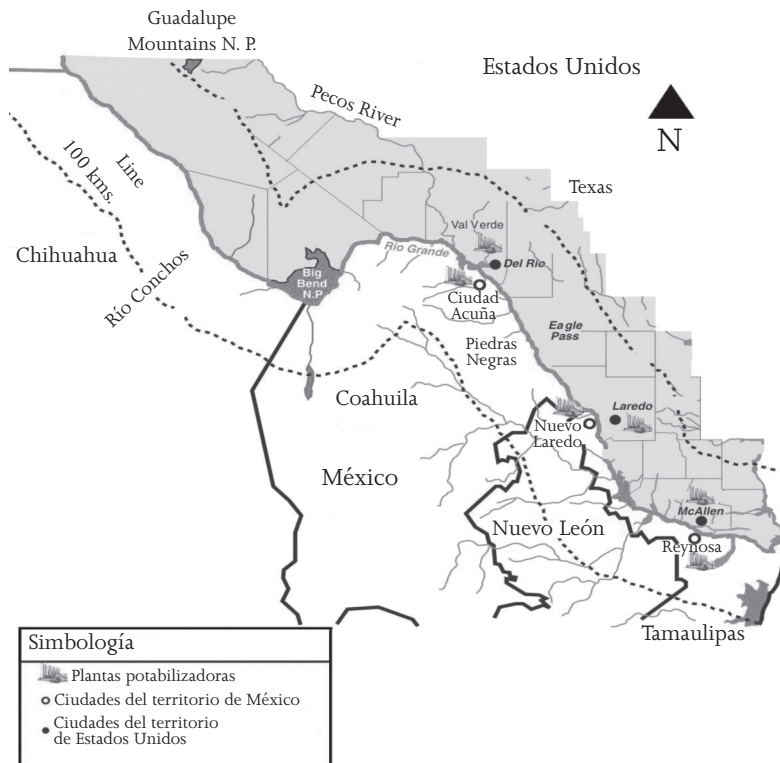 Guadalupe
Mountains N. P.
Estados Unidos
Pecos River
N
Line
100 kms.
Texas
Val Verde
Chihuahua
Río Grande
Del Rio
Río Conchos
Big
Bend
N.P
Ciudad
Acuña
Eagle
Pass
Piedras
Negras
Coahuila
Laredo
Nuevo
Laredo
México
McAllen
Nuevo León
Reynosa
Tamaulipas
Simbología
Plantas potabilizadoras
Ciudades del territorio de México
Ciudades del territorio
de Estados Unidos